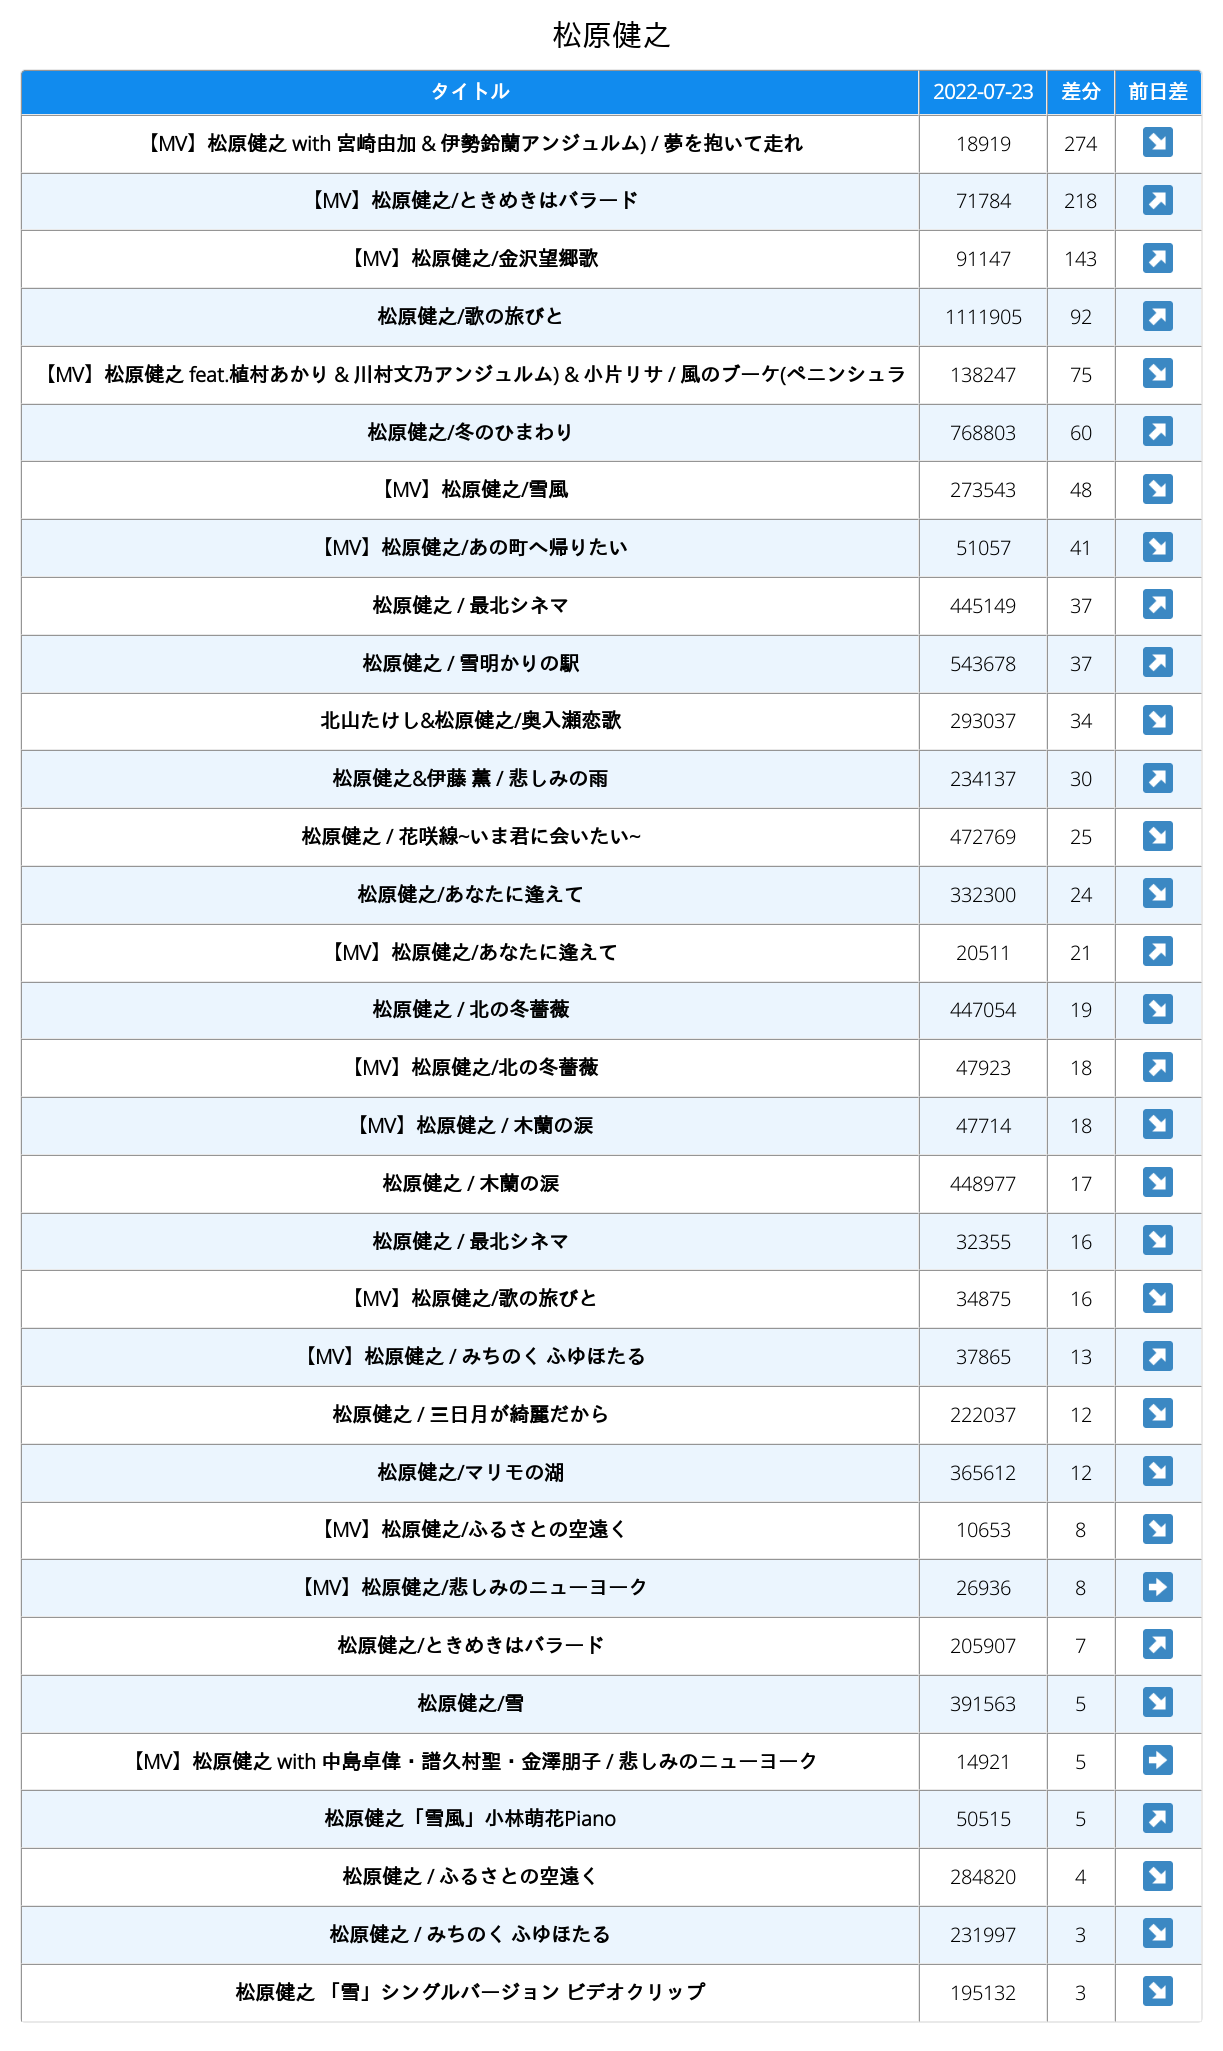 松原健之
タイトル 2022-07-23 差分 前日差
【MV】松原健之 with 宮崎由加 & 伊勢鈴蘭アンジュルム) / 夢を抱いて走れ 18919 274 ↘
【MV】松原健之/ときめきはバラード 71784 218 ↗
【MV】松原健之/金沢望郷歌 91147 143 ↗
松原健之/歌の旅びと 1111905 92 ↗
【MV】松原健之 feat.植村あかり & 川村文乃アンジュルム) & 小片リサ / 風のブーケ(ペニンシュラ 138247 75 ↘
松原健之/冬のひまわり 768803 60 ↗
【MV】松原健之/雪風 273543 48 ↘
【MV】松原健之/あの町へ帰りたい 51057 41 ↘
松原健之 / 最北シネマ 445149 37 ↗
松原健之 / 雪明かりの駅 543678 37 ↗
北山たけし&松原健之/奥入瀬恋歌 293037 34 ↘
松原健之&伊藤 薫 / 悲しみの雨 234137 30 ↗
松原健之 / 花咲線~いま君に会いたい~ 472769 25 ↘
松原健之/あなたに逢えて 332300 24 ↘
【MV】松原健之/あなたに逢えて 20511 21 ↗
松原健之 / 北の冬薔薇 447054 19 ↘
【MV】松原健之/北の冬薔薇 47923 18 ↗
【MV】松原健之 / 木蘭の涙 47714 18 ↘
松原健之 / 木蘭の涙 448977 17 ↘
松原健之 / 最北シネマ 32355 16 ↘
【MV】松原健之/歌の旅びと 34875 16 ↘
【MV】松原健之 / みちのく ふゆほたる 37865 13 ↗
松原健之 / 三日月が綺麗だから 222037 12 ↘
松原健之/マリモの湖 365612 12 ↘
【MV】松原健之/ふるさとの空遠く 10653 8 ↘
【MV】松原健之/悲しみのニューヨーク 26936 8 ➡
松原健之/ときめきはバラード 205907 7 ↗
松原健之/雪 391563 5 ↘
【MV】松原健之 with 中島卓偉・譜久村聖・金澤朋子 / 悲しみのニューヨーク 14921 5 ➡
松原健之「雪風」小林萌花Piano 50515 5 ↗
松原健之 / ふるさとの空遠く 284820 4 ↘
松原健之 / みちのく ふゆほたる 231997 3 ↘
松原健之 「雪」シングルバージョン ビデオクリップ 195132 3 ↘